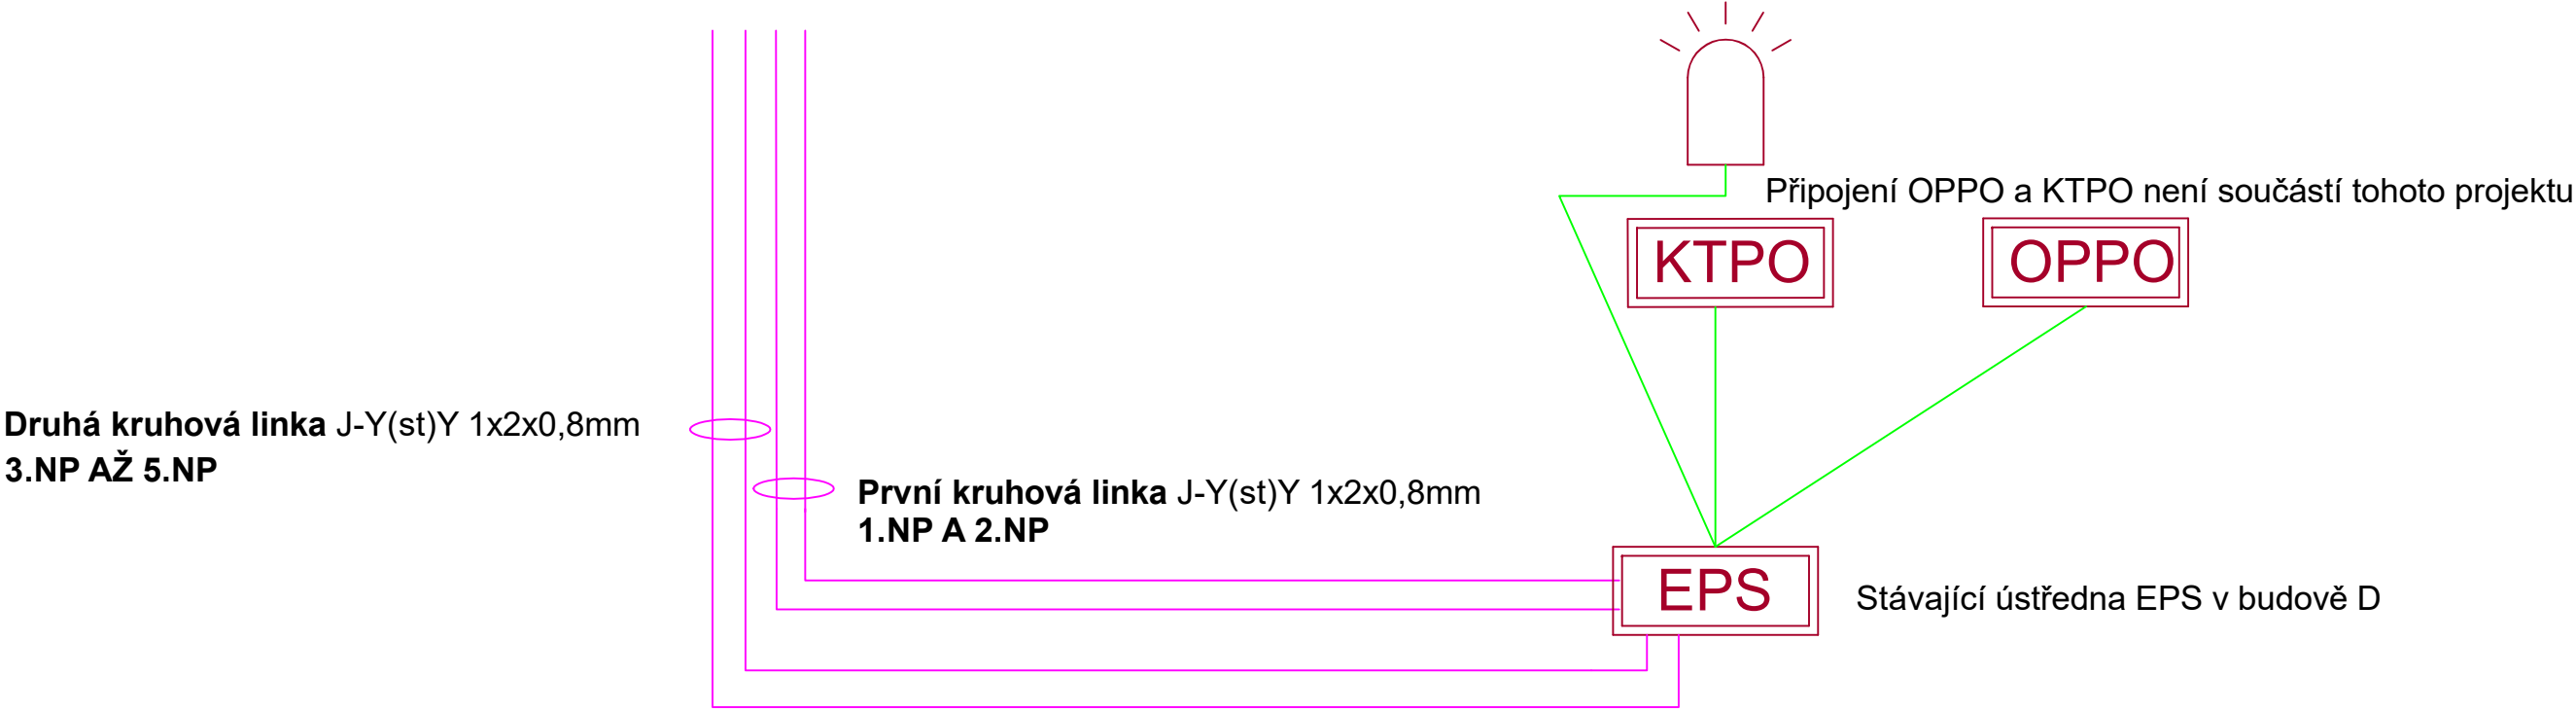 Připojení OPPO a KTPO není součástí tohoto projektu
KTPO
OPPO
Druhá kruhová linka J-Y(st)Y 1x2x0,8mm
3.NP AŽ 5.NP
První kruhová linka J-Y(st)Y 1x2x0,8mm
1.NP A 2.NP
EPS
Stávající ústředna EPS v budově D